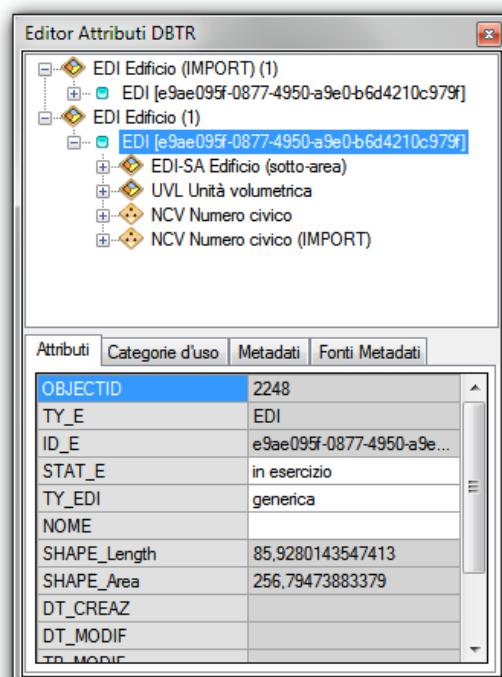 Editor Attributi DBTR
EDI Edificio (IMPORT) (1)
EDI [e9ae095f-0877-4950-a9e0-b6d4210c979f]
EDI Edificio (1)
EDI [e9ae095f-0877-4950-a9e0-b6d4210c979f]
EDI-SA Edificio (sotto-area)
UVL Unità volumetrica
NCV Numero civico
NCV Numero civico (IMPORT)
Attributi Categorie d'uso Metadati Fonti Metadati
OBJECTID 2248
TY_E EDI
ID_E e9ae095f-0877-4950-a9e...
STAT_E in esercizio
TY_EDI generica
NOME
SHAPE_Length 85,9280143547413
SHAPE_Area 256,79473883379
DT_CREAZ
DT_MODIF
TP_MODIF